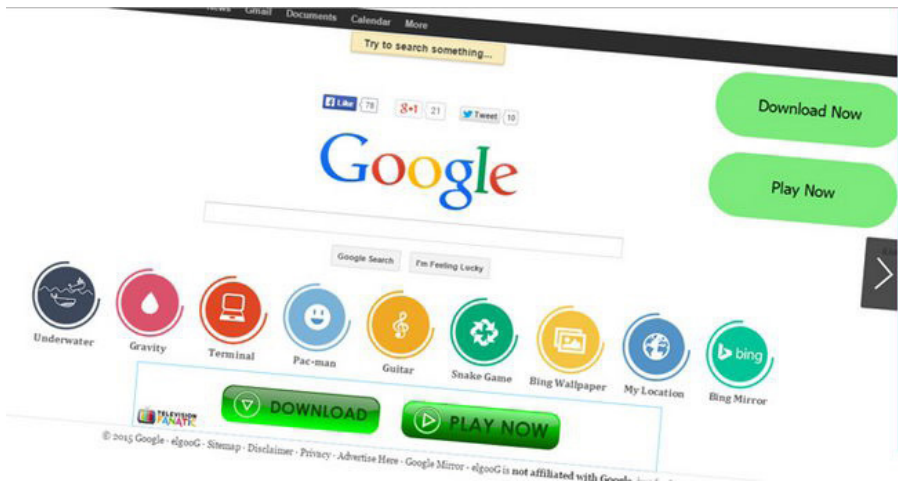 News Gmail Documents Calendar More
Try to search something...
Like 78 g+1 21 Tweet 10
Download Now
Google
Play Now
Google Search I'm Feeling Lucky
Underwater Gravity Terminal Pac-man Guitar Snake Game Bing Wallpaper My Location Bing Mirror
bing
TELEVISION FANATIC
DOWNLOAD PLAY NOW
© 2015 Google - elgooG - Sitemap - Disclaimer - Privacy - Advertise Here - Google Mirror - elgooG is not affiliated with Google